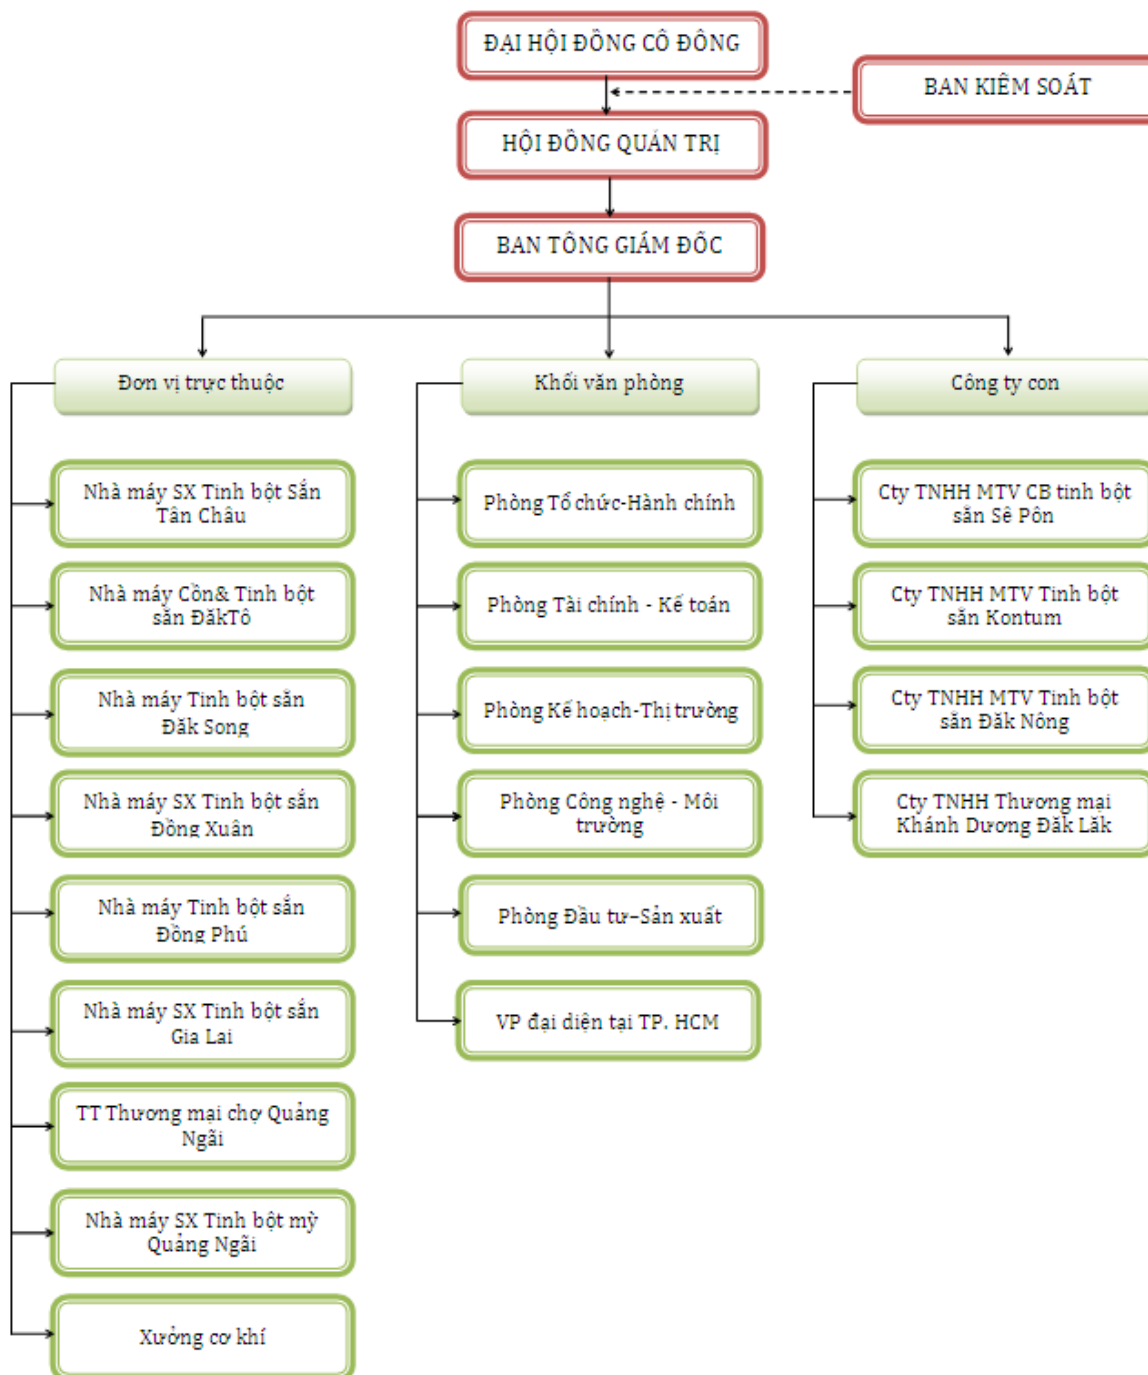 ĐẠI HỘI ĐỒNG CỔ ĐÔNG
BAN KIỂM SOÁT
HỘI ĐỒNG QUẢN TRỊ
BAN TỔNG GIÁM ĐỐC
Đơn vị trực thuộc
Nhà máy SX Tinh bột Sắn
Tân Châu
Nhà máy Cồn& Tinh bột
sắn ĐăkTô
Nhà máy Tinh bột sắn
Đăk Song
Nhà máy SX Tinh bột sắn
Đồng Xuân
Nhà máy Tinh bột sắn
Đồng Phú
Nhà máy SX Tinh bột sắn
Gia Lai
TT Thương mại chợ Quảng
Ngãi
Nhà máy SX Tinh bột mỳ
Quảng Ngãi
Xưởng cơ khí
Khối văn phòng
Phòng Tổ chức-Hành chính
Phòng Tài chính - Kế toán
Phòng Kế hoạch-Thị trường
Phòng Công nghệ - Môi
trường
Phòng Đầu tư–Sản xuất
VP đại diện tại TP. HCM
Công ty con
Cty TNHH MTV CB tinh bột
sắn Sê Pôn
Cty TNHH MTV Tinh bột
sắn Kontum
Cty TNHH MTV Tinh bột
sắn Đăk Nông
Cty TNHH Thương mại
Khánh Dương Đăk Lăk